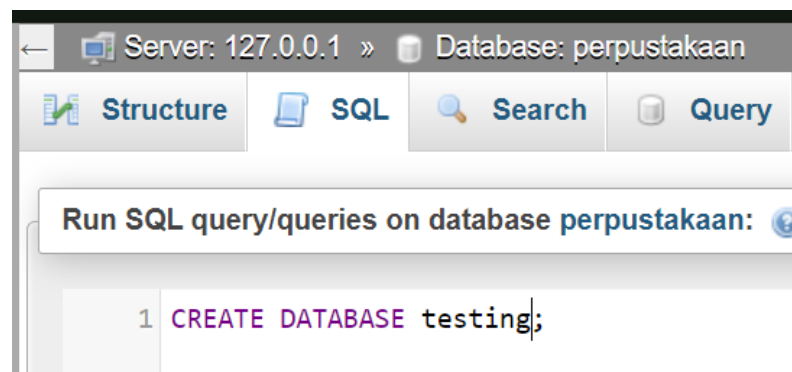 ← Server: 127.0.0.1 » Database: perpustakaan
Structure SQL Search Query
Run SQL query/queries on database perpustakaan:
1 CREATE DATABASE testing;